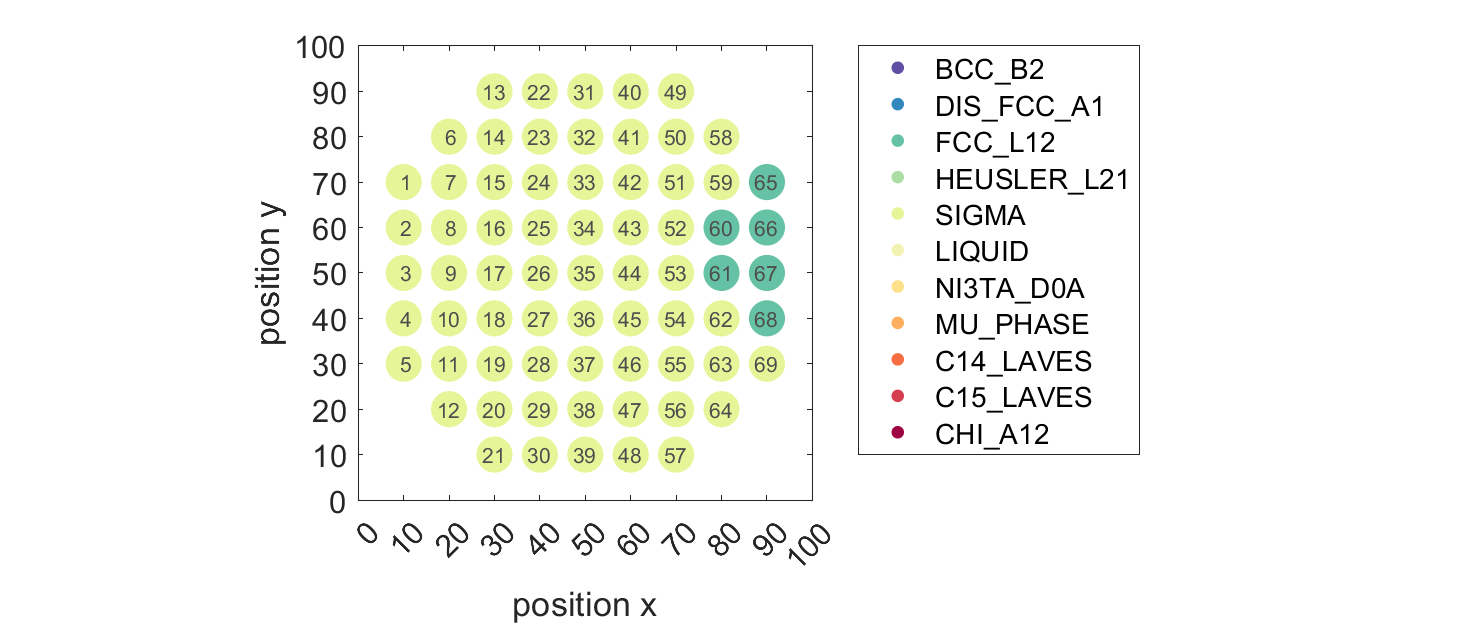 100
90 13 22 31 40 49
80 6 14 23 32 41 50 58
70 1 7 15 24 33 42 51 59 65
60 2 8 16 25 34 43 52 60 66
50 3 9 17 26 35 44 53 61 67
40 4 10 18 27 36 45 54 62 68
30 5 11 19 28 37 46 55 63 69
20 12 20 29 38 47 56 64
10 21 30 39 48 57
0
position y
0 10 20 30 40 50 60 70 80 90 100
position x
BCC_B2
DIS_FCC_A1
FCC_L12
HEUSLER_L21
SIGMA
LIQUID
NI3TA_D0A
MU_PHASE
C14_LAVES
C15_LAVES
CHI_A12